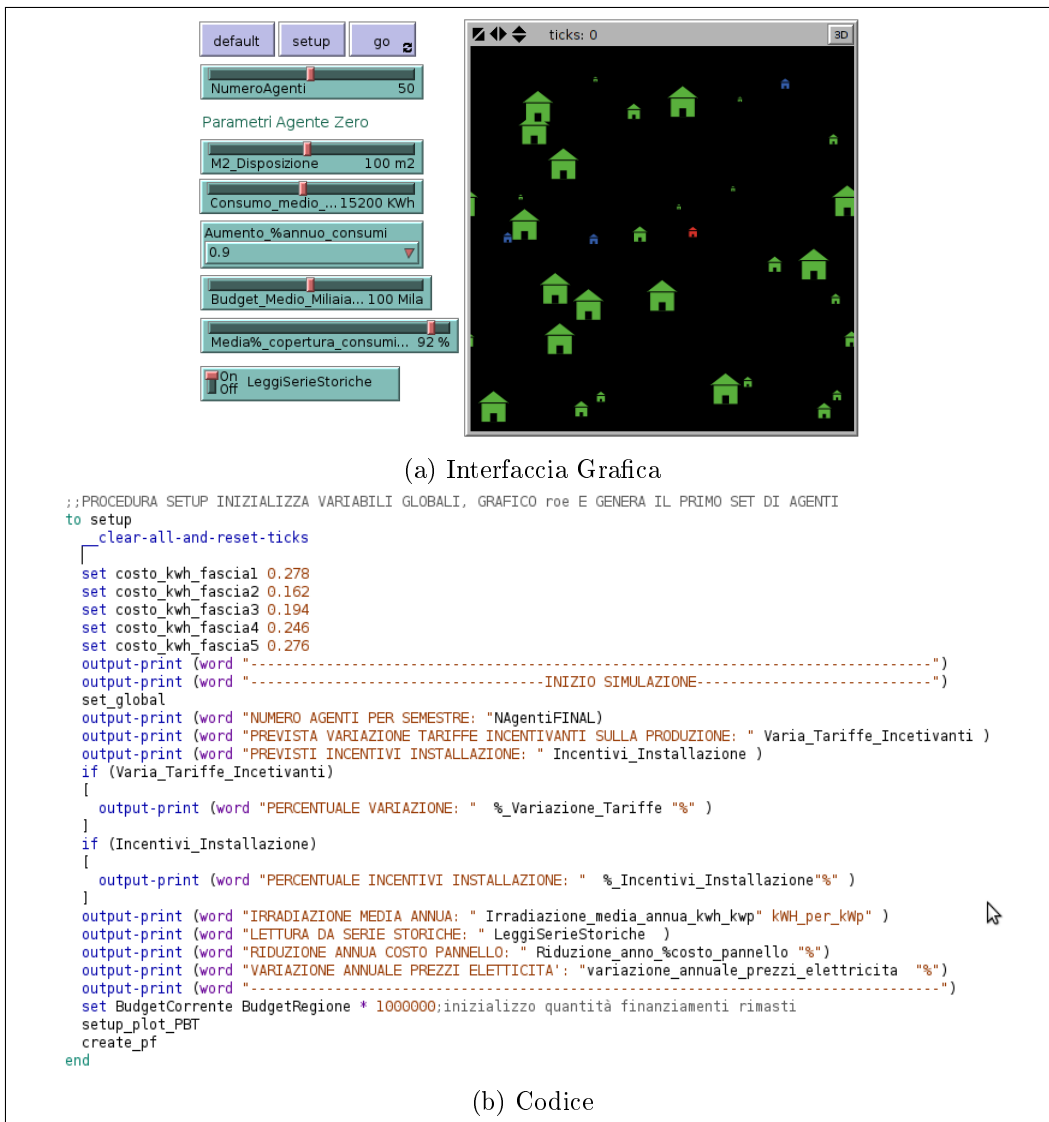 default setup go
ticks: 0 3D
NumeroAgenti 50
Parametri Agente Zero
M2_Disposizione 100 m2
Consumo_medio_... 15200 KWh
Aumento_%annuo_consumi
0.9
Budget_Medio_Miliaia... 100 Mila
Media%_copertura_consumi... 92 %
On
Off LeggiSerieStoriche
(a) Interfaccia Grafica
;;PROCEDURA SETUP INIZIALIZZA VARIABILI GLOBALI, GRAFICO roe E GENERA IL PRIMO SET DI AGENTI
to setup
__clear-all-and-reset-ticks
set costo_kwh_fascia1 0.278
set costo_kwh_fascia2 0.162
set costo_kwh_fascia3 0.194
set costo_kwh_fascia4 0.246
set costo_kwh_fascia5 0.276
output-print (word "---------------------------------------------------------------------------------")
output-print (word "-----------------------------------INIZIO SIMULAZIONE----------------------------")
set_global
output-print (word "NUMERO AGENTI PER SEMESTRE: "NAgentiFINAL)
output-print (word "PREVISTA VARIAZIONE TARIFFE INCENTIVANTI SULLA PRODUZIONE: " Varia_Tariffe_Incetivanti )
output-print (word "PREVISTI INCENTIVI INSTALLAZIONE: " Incentivi_Installazione )
if (Varia_Tariffe_Incetivanti)
[
output-print (word "PERCENTUALE VARIAZIONE: "  %_Variazione_Tariffe "%" )
]
if (Incentivi_Installazione)
[
output-print (word "PERCENTUALE INCENTIVI INSTALLAZIONE: "  %_Incentivi_Installazione"%" )
]
output-print (word "IRRADIAZIONE MEDIA ANNUA: " Irradiazione_media_annua_kwh_kwp" kWH_per_kWp" )
output-print (word "LETTURA DA SERIE STORICHE: " LeggiSerieStoriche  )
output-print (word "RIDUZIONE ANNUA COSTO PANNELLO: " Riduzione_anno_%costo_pannello "%")
output-print (word "VARIAZIONE ANNUALE PREZZI ELETTICITA': "variazione_annuale_prezzi_elettricita  "%")
output-print (word "----------------------------------------------------------------------------------")
set BudgetCorrente BudgetRegione * 1000000;inizializzo quantità finanziamenti rimasti
setup_plot_PBT
create_pf
end
(b) Codice